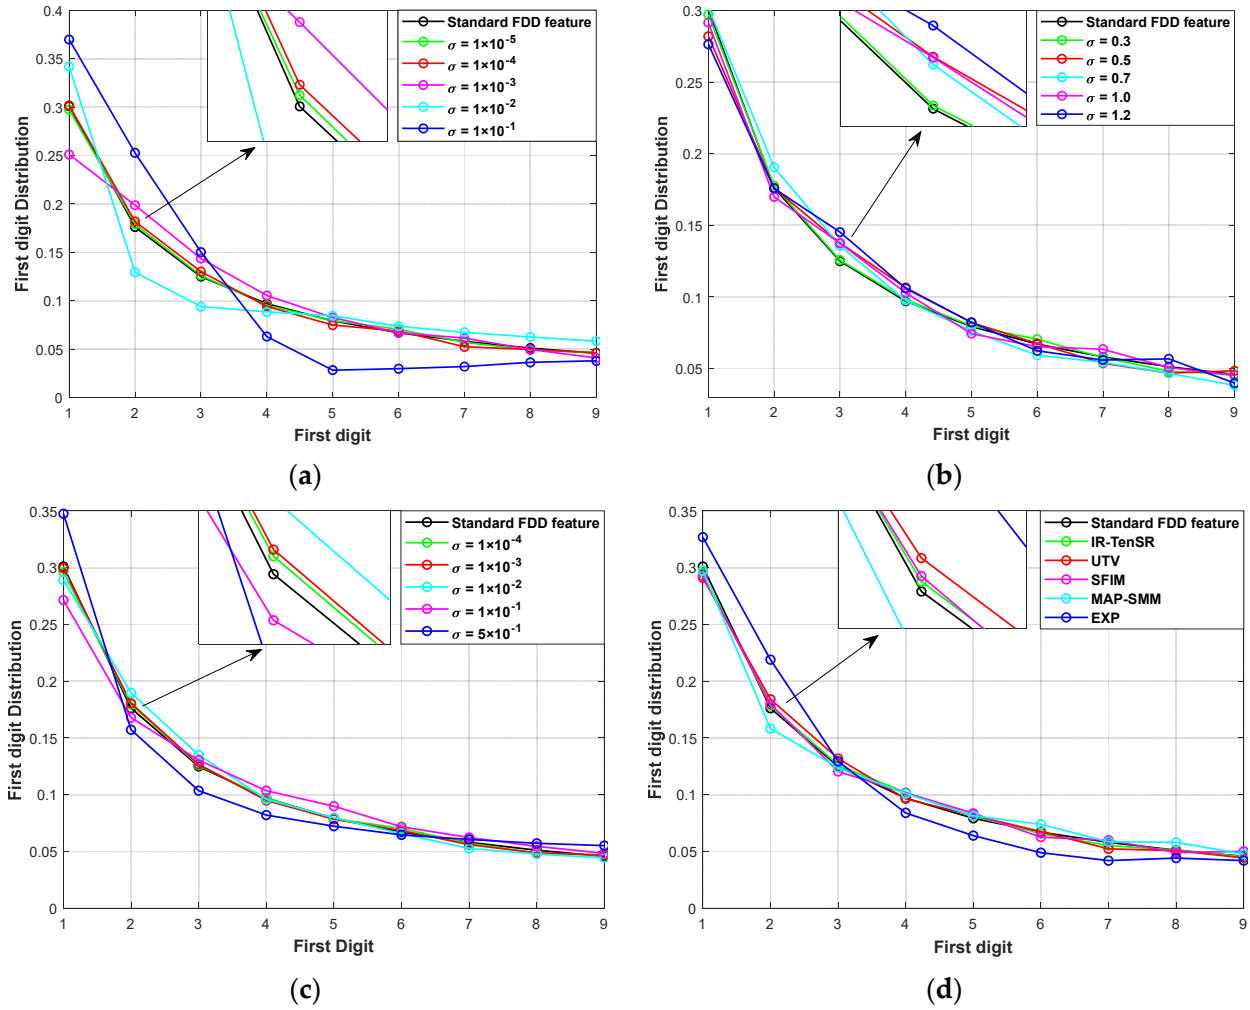 0.4
0.35
0.3
0.25
0.2
0.15
0.1
0.05
0
First digit Distribution
Standard FDD feature
σ = 1×10⁻⁵
σ = 1×10⁻⁴
σ = 1×10⁻³
σ = 1×10⁻²
σ = 1×10⁻¹
1 2 3 4 5 6 7 8 9
First digit
(a)
0.3
0.25
0.2
0.15
0.1
0.05
First digit Distribution
Standard FDD feature
σ = 0.3
σ = 0.5
σ = 0.7
σ = 1.0
σ = 1.2
1 2 3 4 5 6 7 8 9
First digit
(b)
0.35
0.3
0.25
0.2
0.15
0.1
0.05
0
First digit Distribution
Standard FDD feature
σ = 1×10⁻⁴
σ = 1×10⁻³
σ = 1×10⁻²
σ = 1×10⁻¹
σ = 5×10⁻¹
1 2 3 4 5 6 7 8 9
First Digit
(c)
0.35
0.3
0.25
0.2
0.15
0.1
0.05
0
First digit distribution
Standard FDD feature
IR-TenSR
UTV
SFIM
MAP-SMM
EXP
1 2 3 4 5 6 7 8 9
First digit
(d)